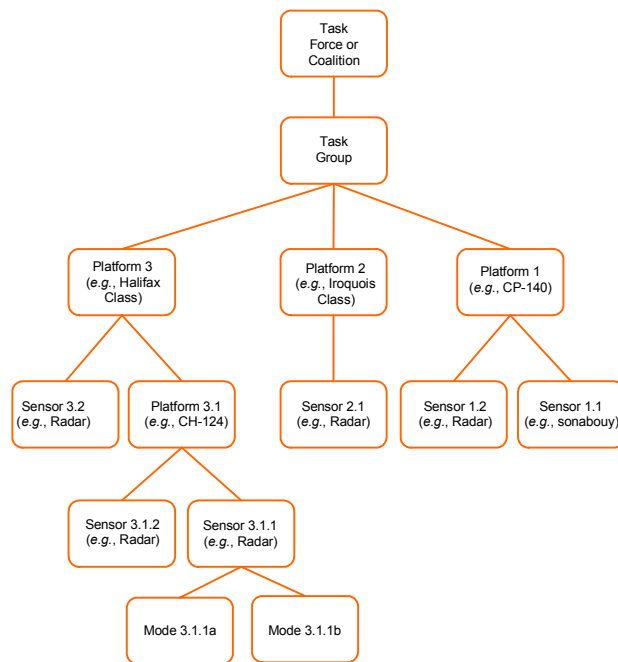 Task
Force or
Coalition
Task
Group
Platform 3
(e.g., Halifax
Class)
Platform 2
(e.g., Iroquois
Class)
Platform 1
(e.g., CP-140)
Sensor 3.2
(e.g., Radar)
Platform 3.1
(e.g., CH-124)
Sensor 2.1
(e.g., Radar)
Sensor 1.2
(e.g., Radar)
Sensor 1.1
(e.g., sonabouy)
Sensor 3.1.2
(e.g., Radar)
Sensor 3.1.1
(e.g., Radar)
Mode 3.1.1a
Mode 3.1.1b